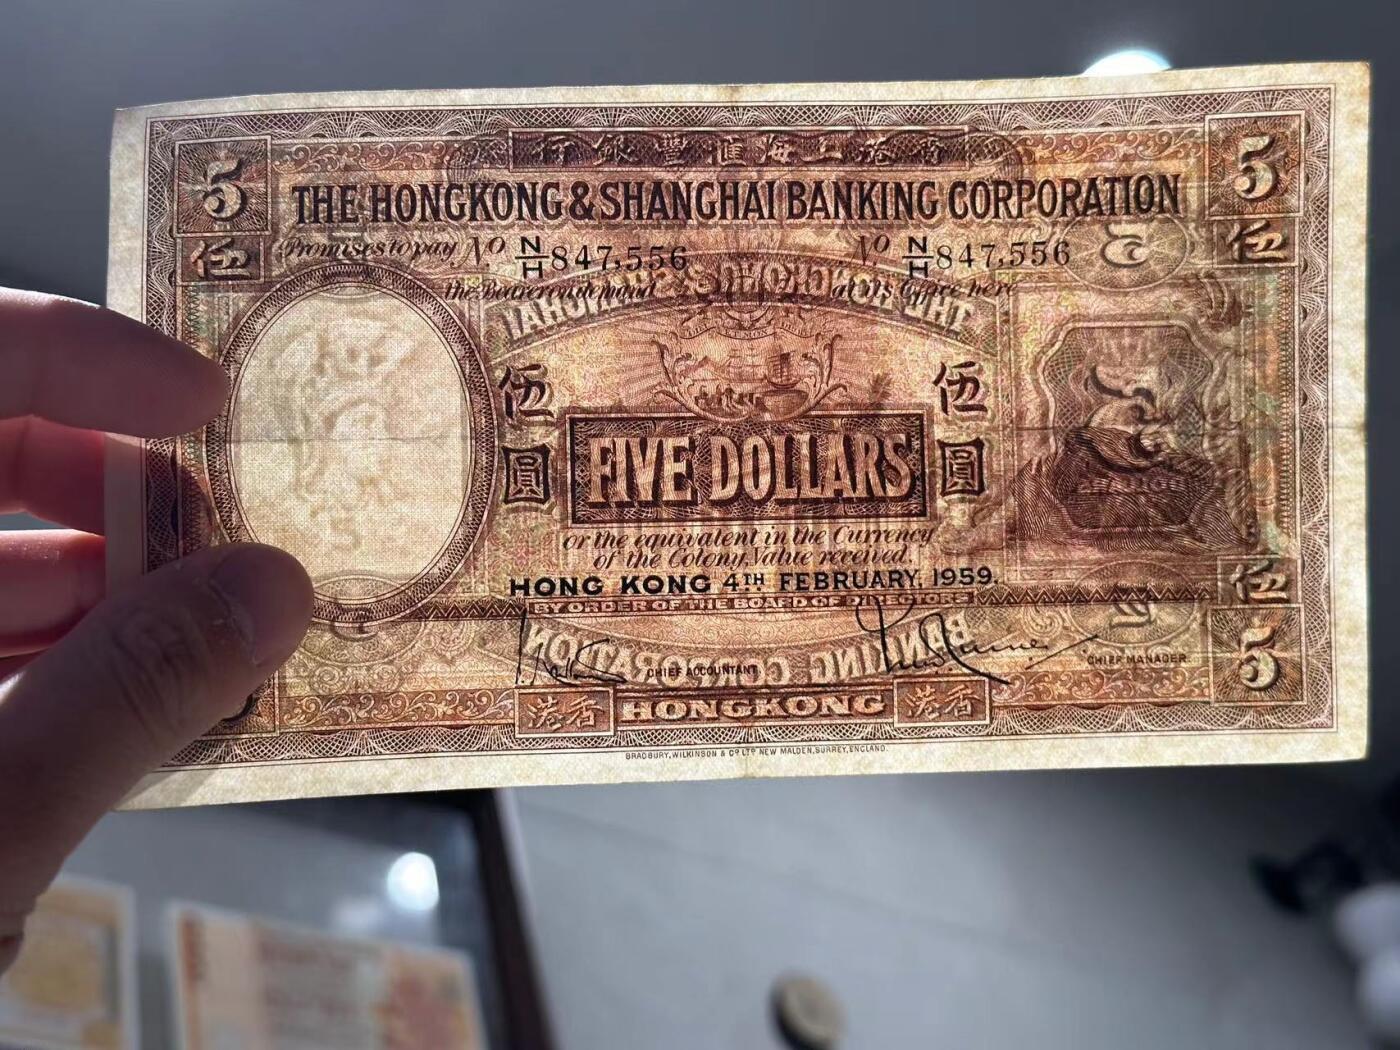 行銀理滙海上港香
THE HONGKONG & SHANGHAI BANKING CORPORATION
5
5
伍
伍
Promises to pay
No N/H 847,556
No N/H 847,556
the Bearer on demand
at its Office here
伍圓
伍圓
FIVE DOLLARS
or the equivalent in the Currency
of the Colony, Value received.
HONG KONG 4TH FEBRUARY, 1959.
BY ORDER OF THE BOARD OF DIRECTORS
伍
5
CHIEF ACCOUNTANT
CHIEF MANAGER.
港香
HONGKONG
港香
BRADBURY, WILKINSON & Co LTD NEW MALDEN, SURREY, ENGLAND.